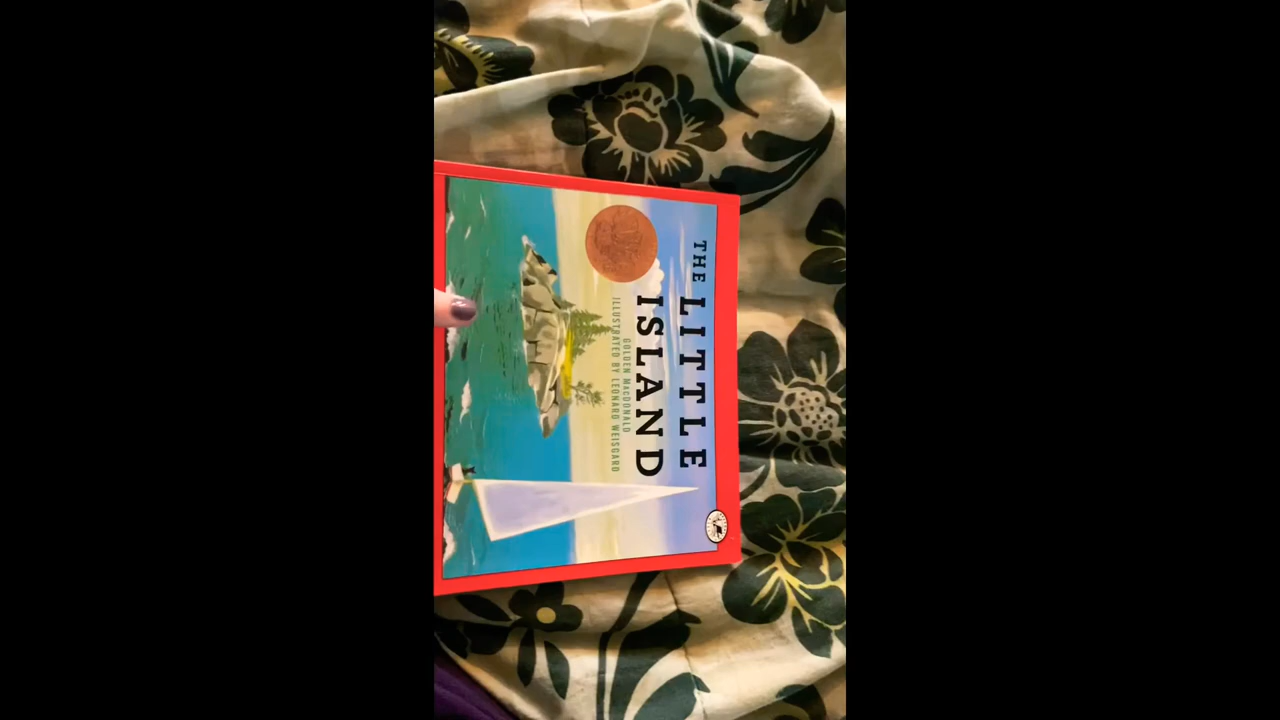 THE LITTLE
ISLAND
GOLDEN MACDONALD
ILLUSTRATED BY LEONARD WEISGARD